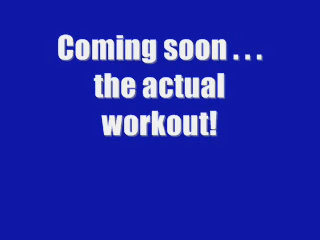 Coming soon . . .
the actual
workout!